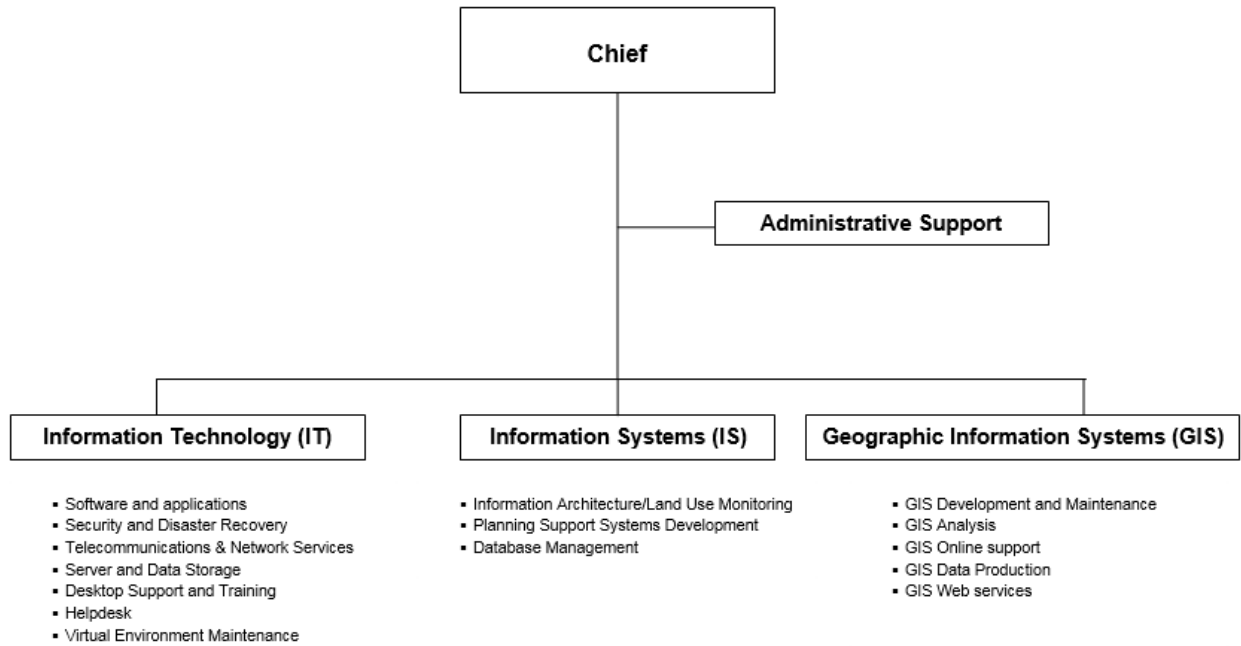 Chief
Administrative Support
Information Technology (IT)
▪ Software and applications
▪ Security and Disaster Recovery
▪ Telecommunications & Network Services
▪ Server and Data Storage
▪ Desktop Support and Training
▪ Helpdesk
▪ Virtual Environment Maintenance
Information Systems (IS)
▪ Information Architecture/Land Use Monitoring
▪ Planning Support Systems Development
▪ Database Management
Geographic Information Systems (GIS)
▪ GIS Development and Maintenance
▪ GIS Analysis
▪ GIS Online support
▪ GIS Data Production
▪ GIS Web services